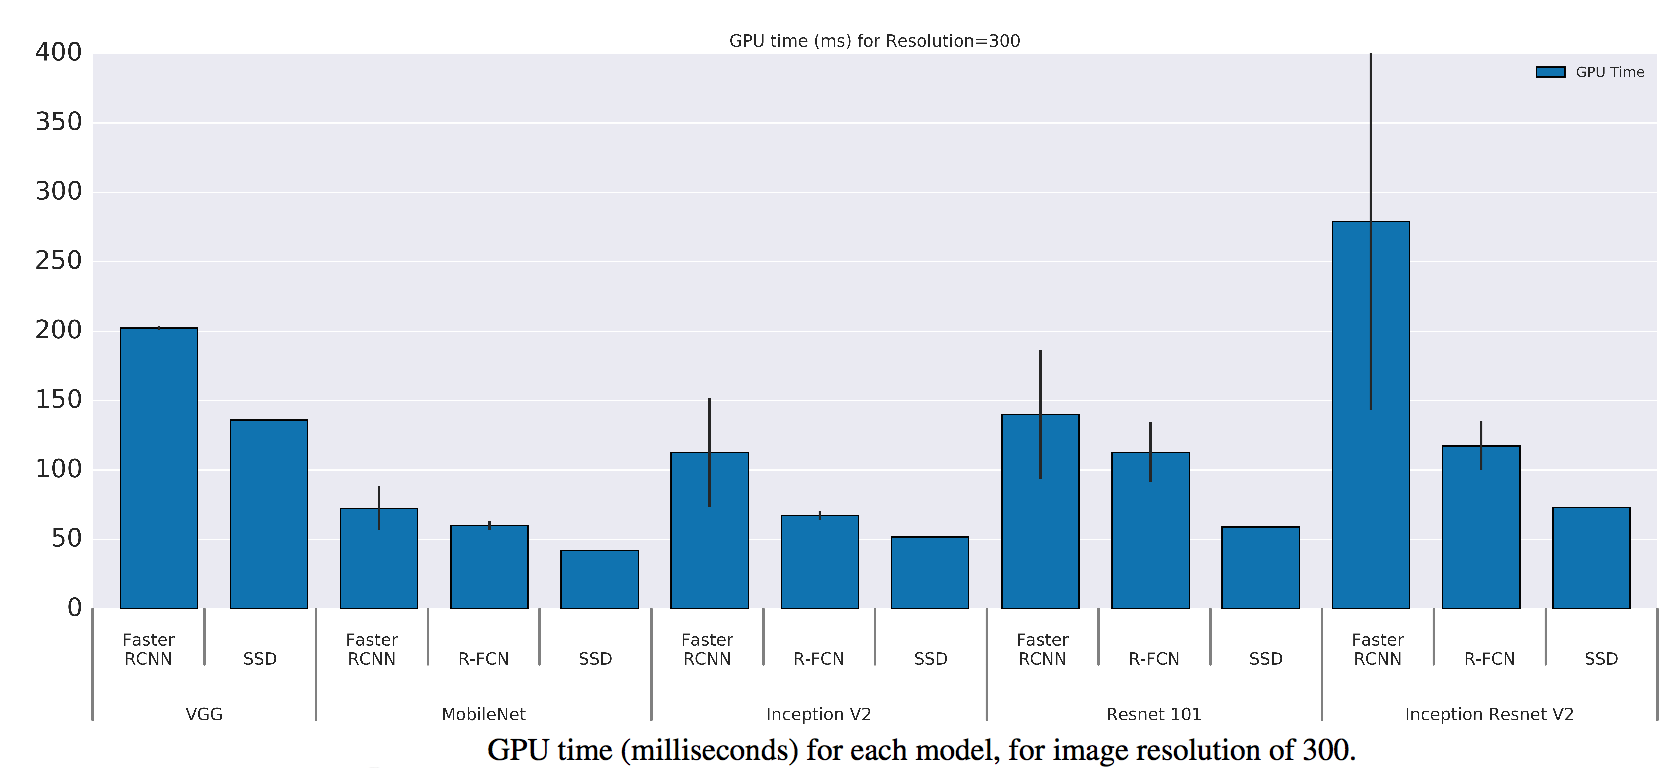 GPU time (ms) for Resolution=300
GPU Time
400
350
300
250
200
150
100
50
0
Faster RCNN
SSD
Faster RCNN
R-FCN
SSD
Faster RCNN
R-FCN
SSD
Faster RCNN
R-FCN
SSD
Faster RCNN
R-FCN
SSD
VGG
MobileNet
Inception V2
Resnet 101
Inception Resnet V2
GPU time (milliseconds) for each model, for image resolution of 300.